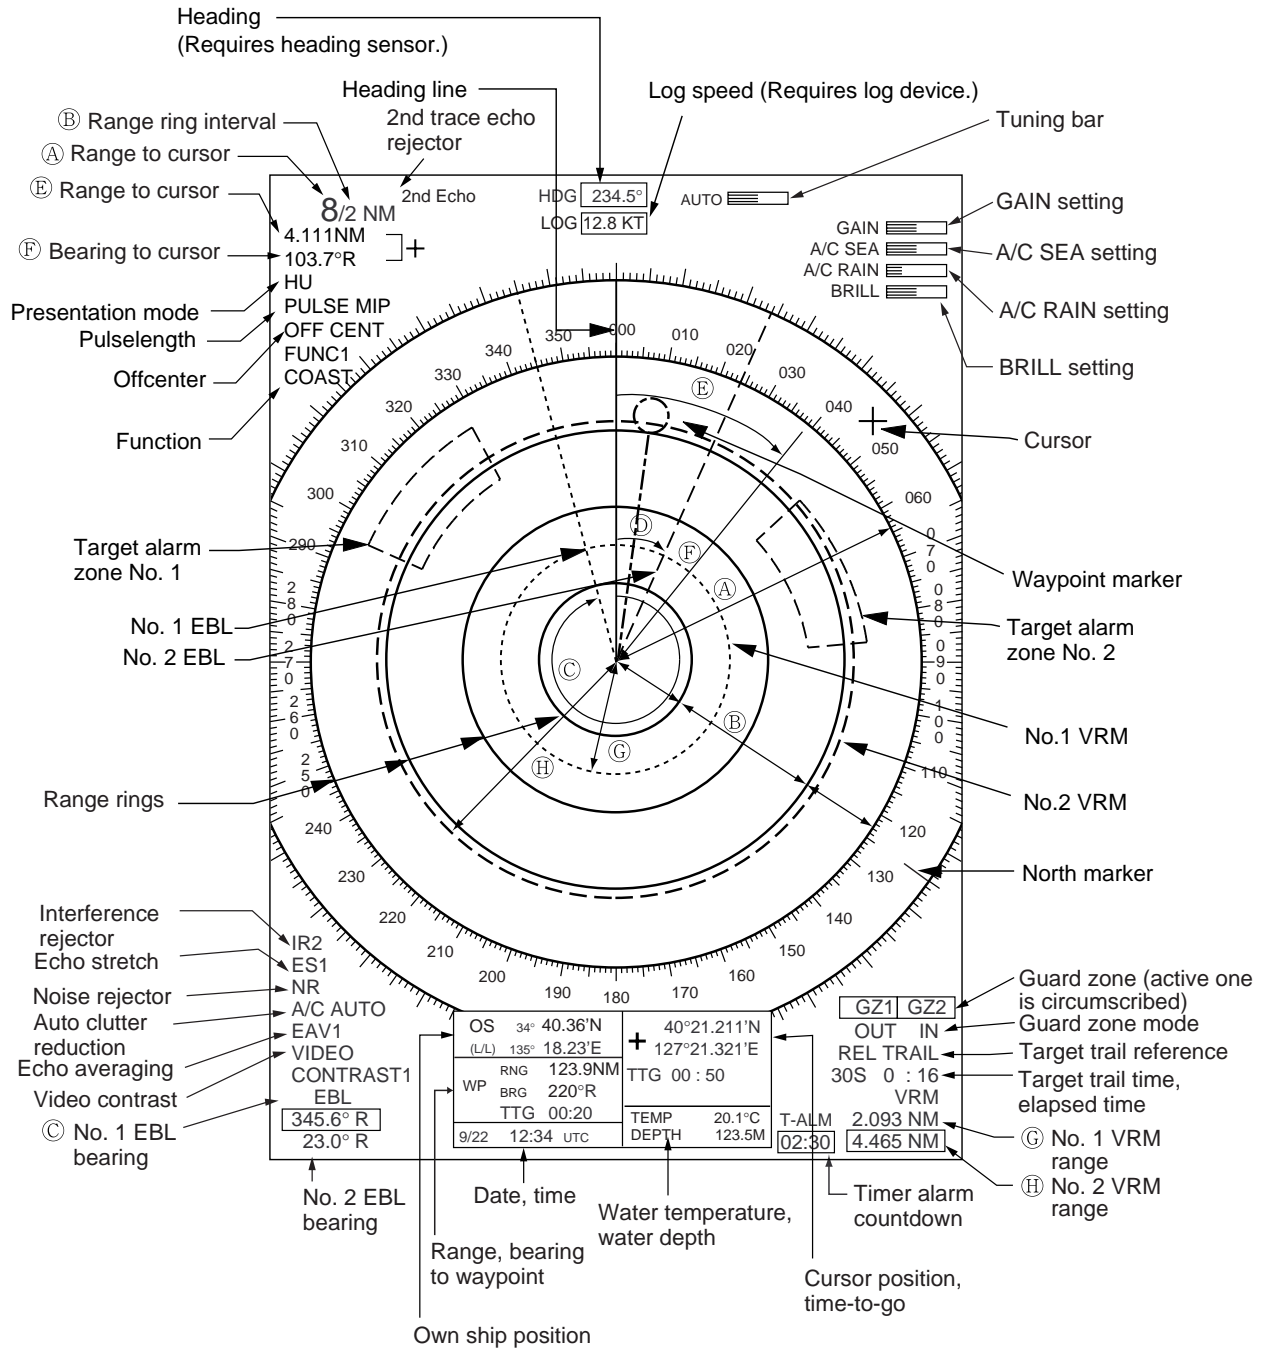 Heading
(Requires heading sensor.)
Heading line
Log speed (Requires log device.)
Ⓑ Range ring interval
2nd trace echo
rejector
Tuning bar
Ⓐ Range to cursor
Ⓔ Range to cursor
2nd Echo
HDG 234.5°
AUTO
8/2 NM
LOG 12.8 KT
GAIN
GAIN setting
4.111NM
+
A/C SEA
A/C SEA setting
Ⓕ Bearing to cursor
103.7°R
A/C RAIN
A/C RAIN setting
HU
BRILL
BRILL setting
Presentation mode
PULSE MIP
Pulselength
OFF CENT
FUNC1
Offcenter
COAST
Function
000
010
020
030
040
050
060
070
080
090
100
110
120
130
140
150
160
170
180
190
200
210
220
230
240
250
260
270
280
290
300
310
320
330
340
350
Cursor
Ⓔ
Ⓓ
Ⓕ
Ⓐ
Ⓒ
Ⓑ
Ⓖ
Ⓗ
Target alarm
zone No. 1
Waypoint marker
No. 1 EBL
Target alarm
zone No. 2
No. 2 EBL
No.1 VRM
Range rings
No.2 VRM
North marker
Interference
rejector
IR2
Echo stretch
ES1
Noise rejector
NR
Auto clutter
reduction
A/C AUTO
Echo averaging
EAV1
Video contrast
VIDEO
CONTRAST1
EBL
345.6° R
23.0° R
Ⓒ No. 1 EBL
bearing
No. 2 EBL
bearing
OS 34° 40.36'N
(L/L) 135° 18.23'E
WP
RNG 123.9NM
BRG 220°R
TTG 00:20
9/22 12:34 UTC
+ 40°21.211'N
127°21.321'E
TTG 00 : 50
TEMP 20.1°C
DEPTH 123.5M
T-ALM
02:30
GZ1 GZ2
OUT IN
REL TRAIL
30S 0 : 16
VRM
2.093 NM
4.465 NM
Guard zone (active one
is circumscribed)
Guard zone mode
Target trail reference
Target trail time,
elapsed time
Ⓖ No. 1 VRM
range
Ⓗ No. 2 VRM
range
Date, time
Range, bearing
to waypoint
Own ship position
Water temperature,
water depth
Timer alarm
countdown
Cursor position,
time-to-go